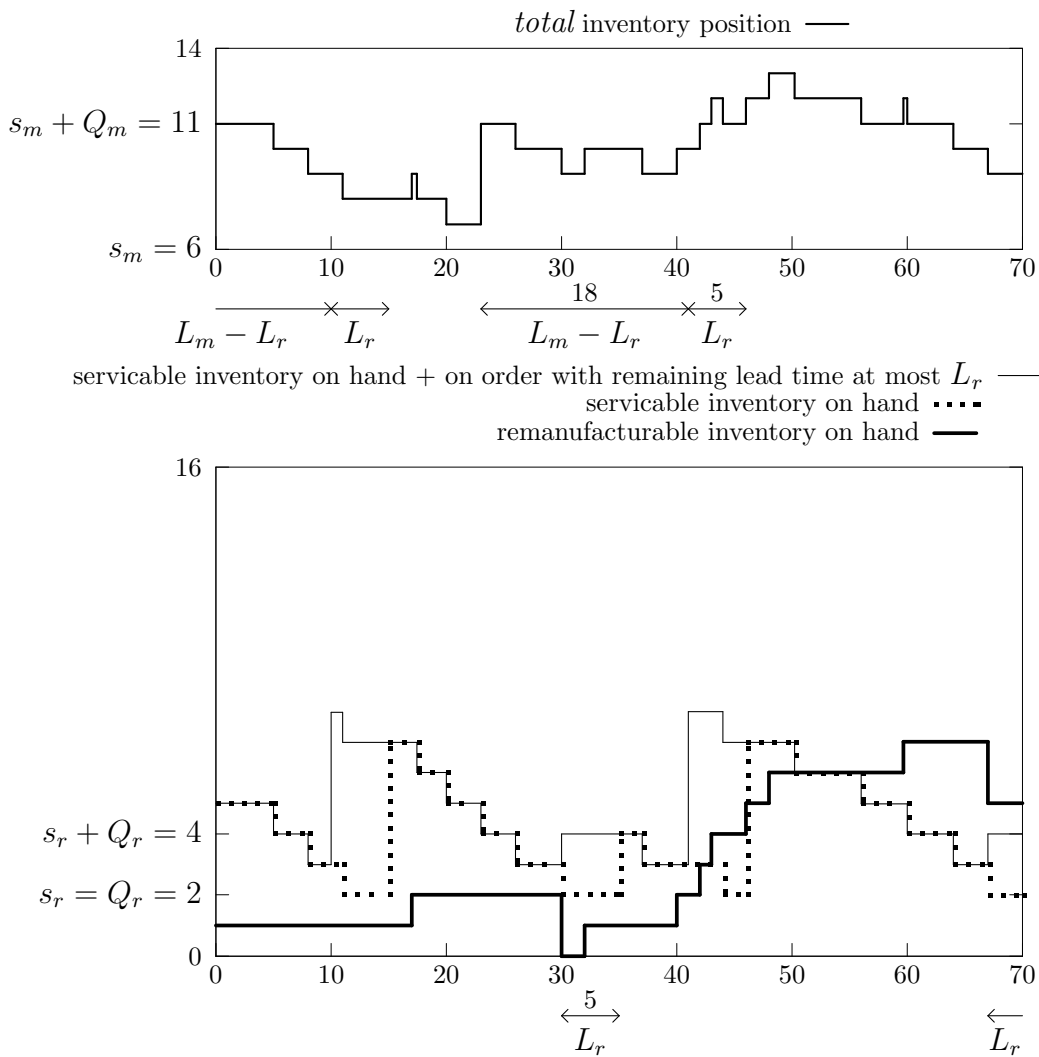 total inventory position
14
s_m + Q_m = 11
s_m = 6
0 10 20 30 40 50 60 70
18 5
L_m − L_r L_r L_m − L_r L_r
servicable inventory on hand + on order with remaining lead time at most L_r
servicable inventory on hand
remanufacturable inventory on hand
16
s_r + Q_r = 4
s_r = Q_r = 2
0
0 10 20 30 40 50 60 70
5
L_r L_r